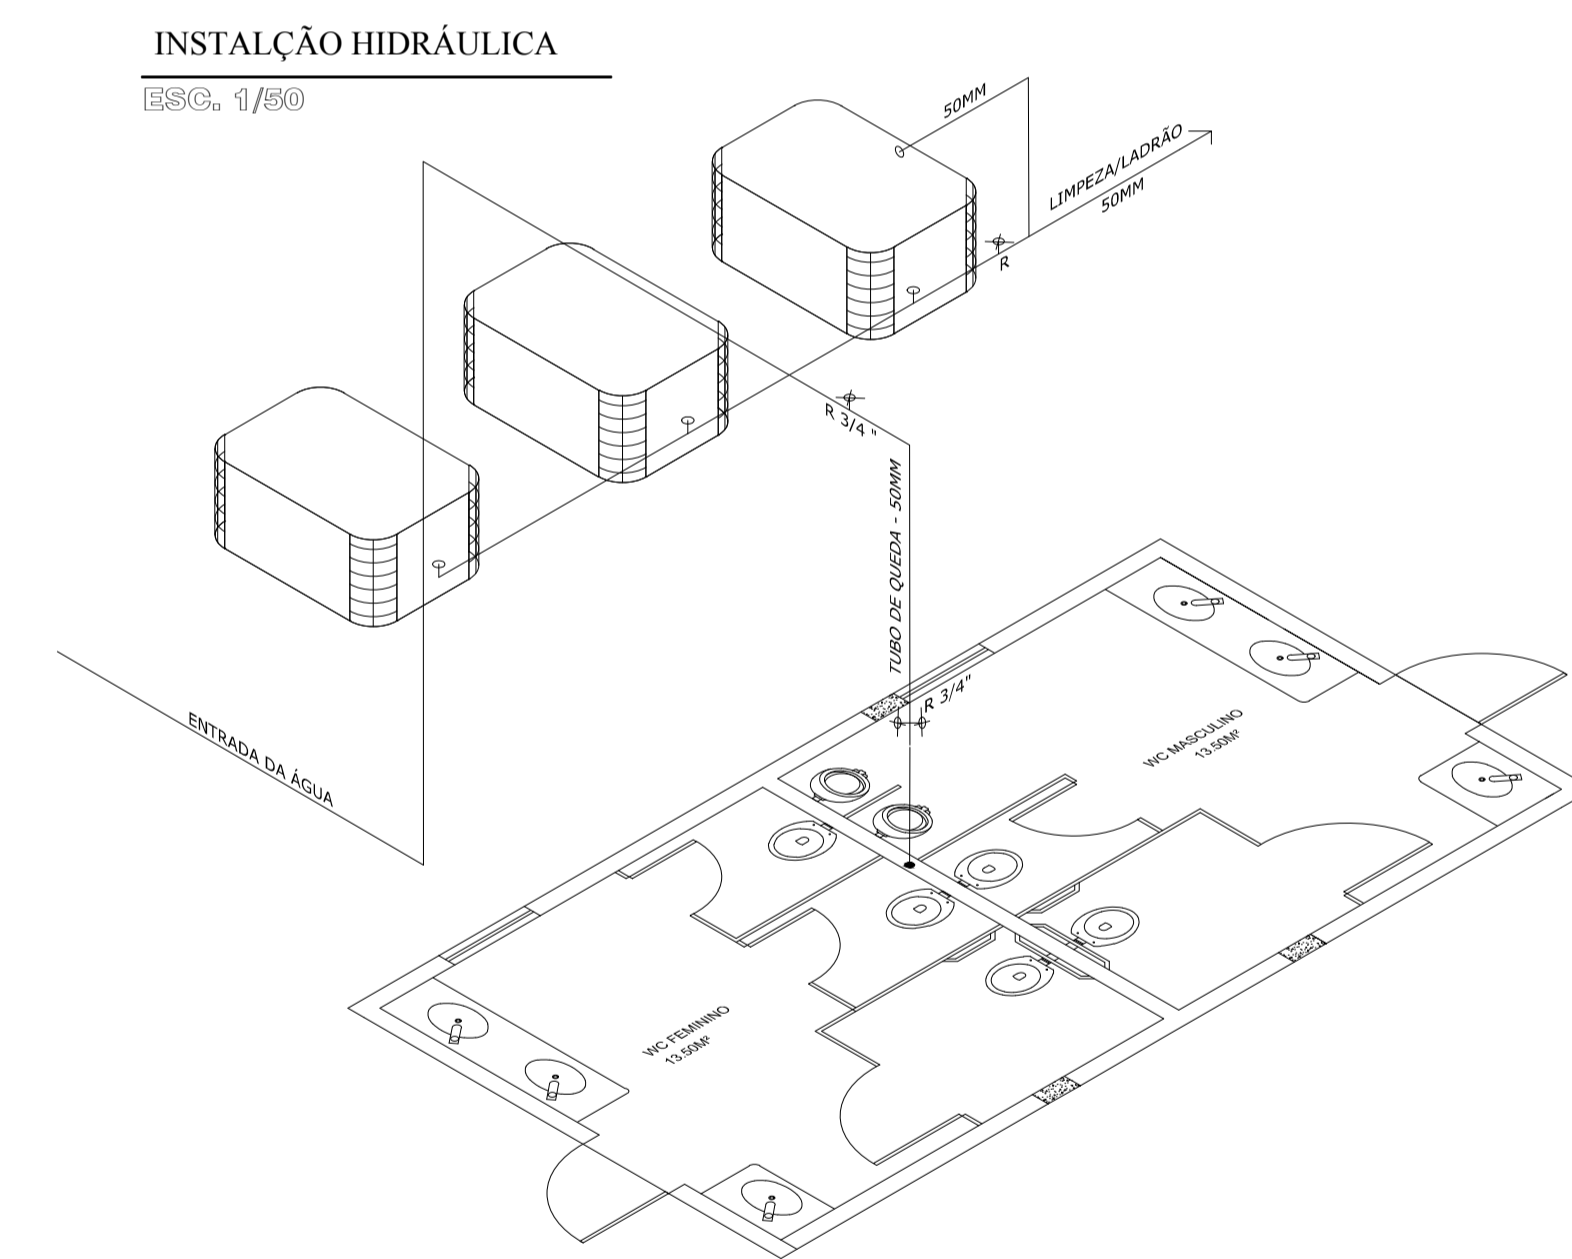 INSTALÇÃO HIDRÁULICA
ESC. 1/50
50MM
LIMPEZA/LADRÃO
50MM
R
R 3/4 "
TUBO DE QUEDA - 50MM
R 3/4"
ENTRADA DA ÁGUA
WC MASCULINO
13.50M²
WC FEMININO
13.50M²